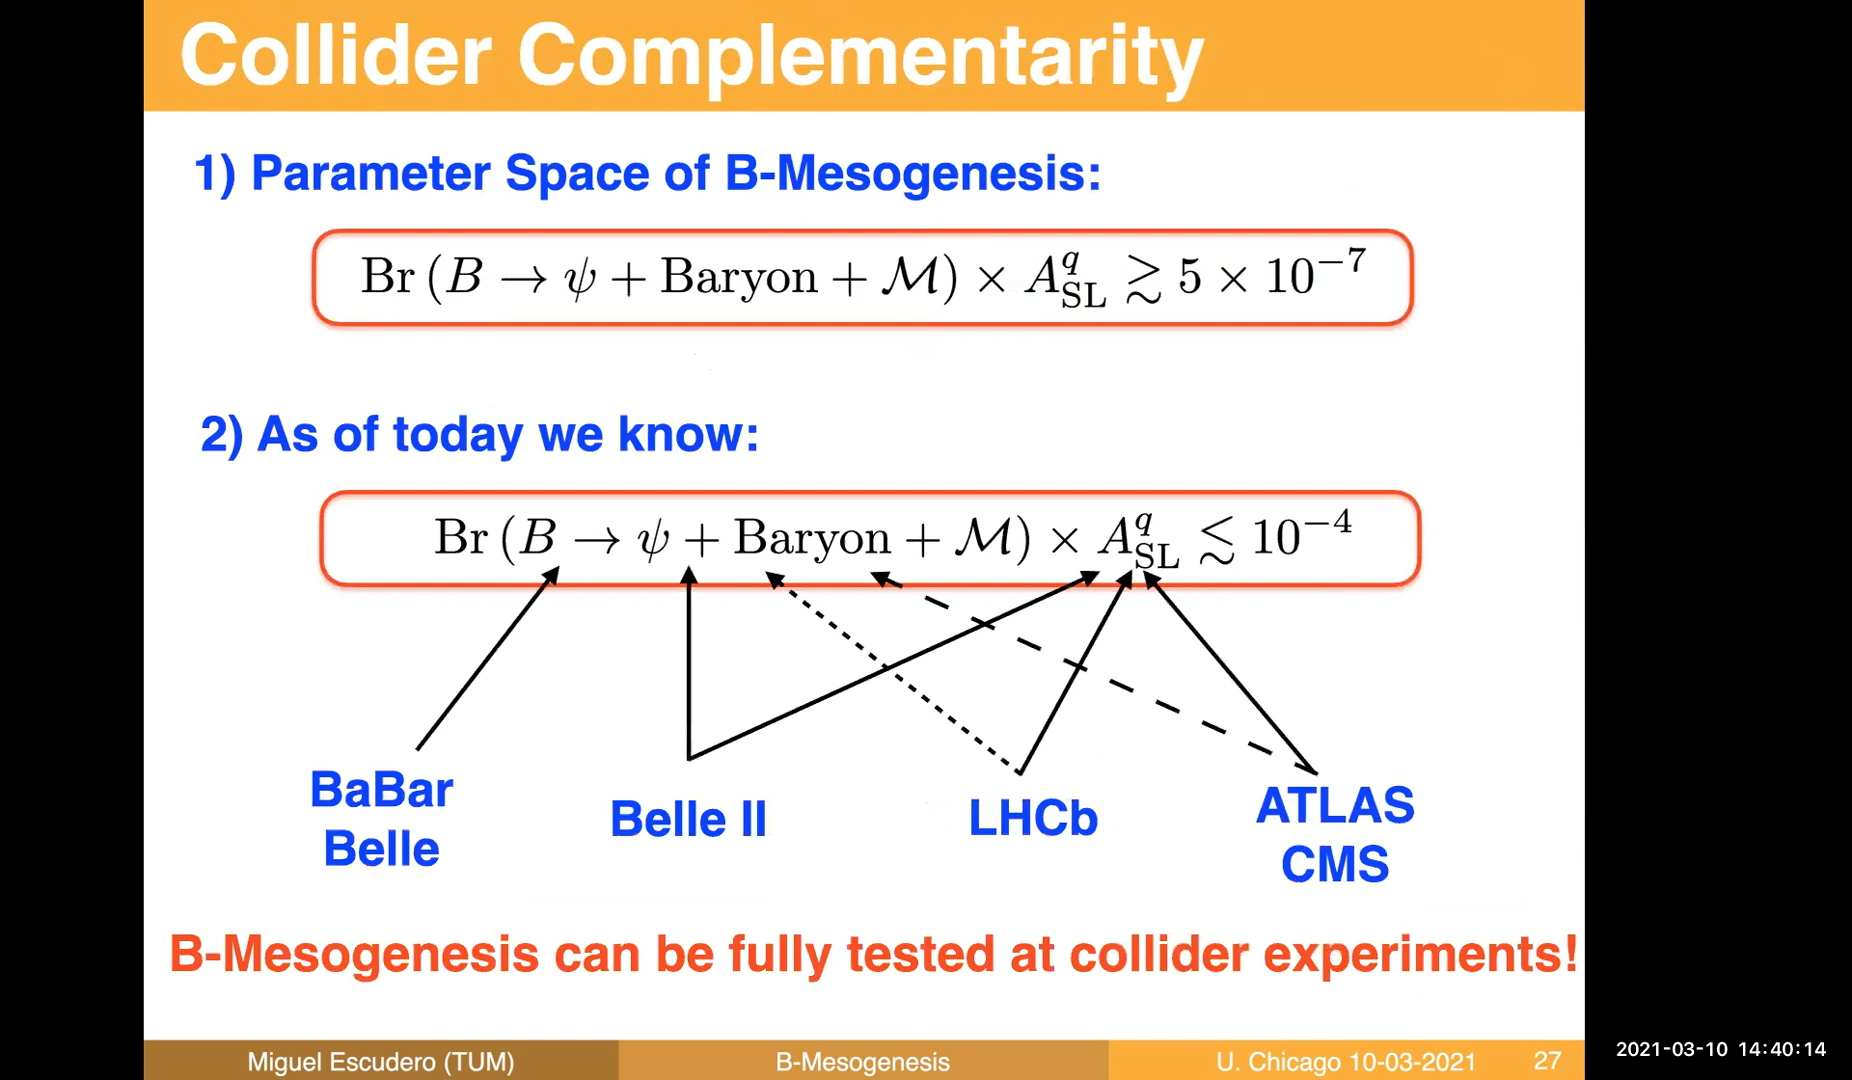 Collider Complementarity
1) Parameter Space of B-Mesogenesis:
Br (B → ψ + Baryon + ℳ) × A^q_SL ≳ 5 × 10⁻⁷
2) As of today we know:
Br (B → ψ + Baryon + ℳ) × A^q_SL ≲ 10⁻⁴
BaBar
Belle
Belle II
LHCb
ATLAS
CMS
B-Mesogenesis can be fully tested at collider experiments!
Miguel Escudero (TUM)
B-Mesogenesis
U. Chicago 10-03-2021
27
2021-03-10 14:40:14